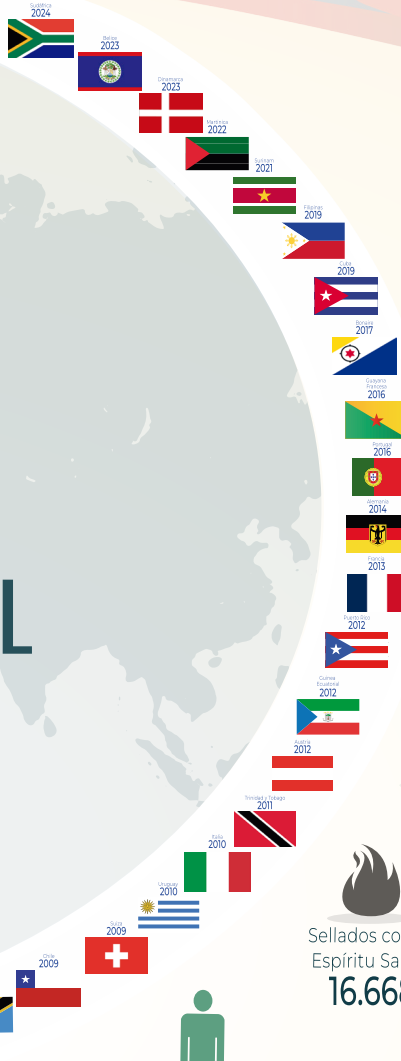 Sudáfrica
2024
Belice
2023
Dinamarca
2023
Martinica
2022
Surinam
2021
Filipinas
2019
Cuba
2019
Bonaire
2017
Guayana
Francesa
2016
Portugal
2016
Alemania
2014
Francia
2013
Puerto Rico
2012
Guinea
Ecuatorial
2012
Austria
2012
Trinidad y Tobago
2011
Italia
2010
Uruguay
2010
Suiza
2009
Chile
2009
L
Sellados co
Espíritu Sa
16.668